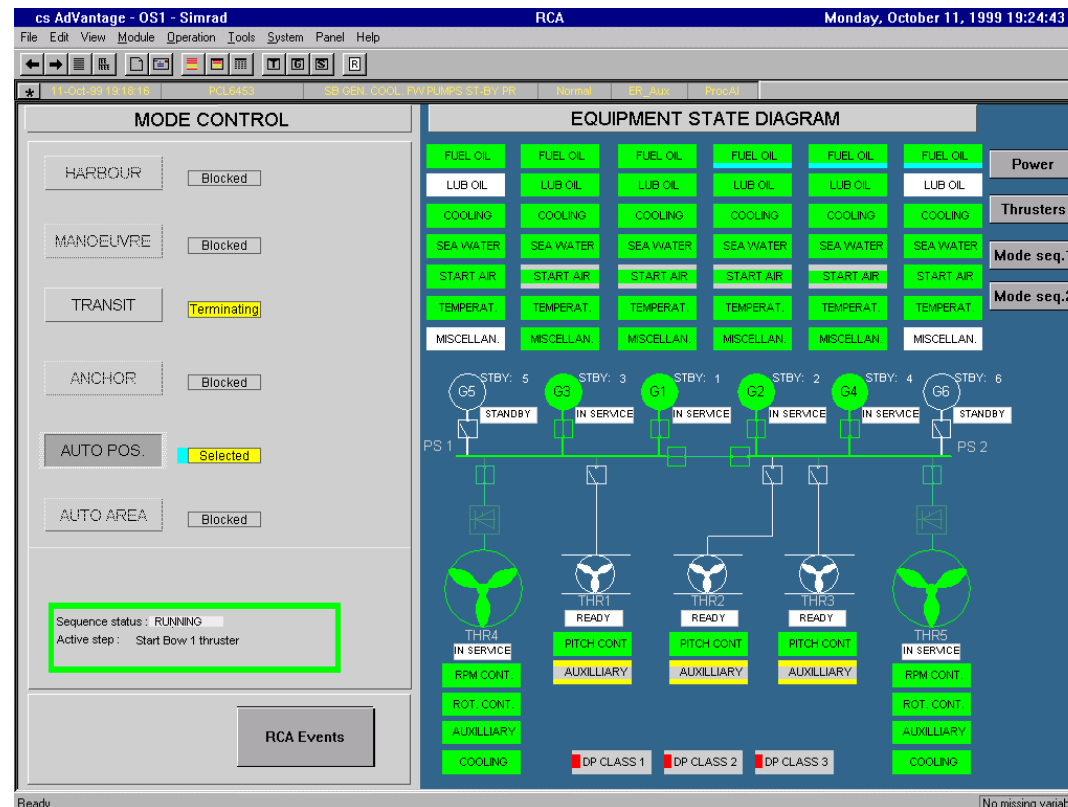 cs AdVantage - OS1 - Simrad RCA Monday, October 11, 1999 19:24:43
File Edit View Module Operation Tools System Panel Help
T G S R
* 11-Oct-99 19:18:16 PCL6453 SB GEN. COOL. FW PUMPS ST-BY PR Normal ER_Aux ProcAl
MODE CONTROL
HARBOUR Blocked
MANOEUVRE Blocked
TRANSIT Terminating
ANCHOR Blocked
AUTO POS. Selected
AUTO AREA Blocked
Sequence status : RUNNING
Active step : Start Bow 1 thruster
RCA Events
EQUIPMENT STATE DIAGRAM
FUEL OIL FUEL OIL FUEL OIL FUEL OIL FUEL OIL FUEL OIL
LUB OIL LUB OIL LUB OIL LUB OIL LUB OIL LUB OIL
COOLING COOLING COOLING COOLING COOLING COOLING
SEA WATER SEA WATER SEA WATER SEA WATER SEA WATER SEA WATER
START AIR START AIR START AIR START AIR START AIR START AIR
TEMPERAT. TEMPERAT. TEMPERAT. TEMPERAT. TEMPERAT. TEMPERAT.
MISCELLAN. MISCELLAN. MISCELLAN. MISCELLAN. MISCELLAN. MISCELLAN.
Power
Thrusters
Mode seq.1
Mode seq.2
STBY: 5 STBY: 3 STBY: 1 STBY: 2 STBY: 4 STBY: 6
G5 G3 G1 G2 G4 G6
STANDBY IN SERVICE IN SERVICE IN SERVICE IN SERVICE STANDBY
PS 1 PS 2
THR1 THR2 THR3
READY READY READY
THR4 THR5
IN SERVICE IN SERVICE
PITCH CONT PITCH CONT PITCH CONT
AUXILLIARY AUXILLIARY AUXILLIARY
RPM CONT. RPM CONT.
ROT. CONT. ROT. CONT.
AUXILLIARY AUXILLIARY
COOLING DP CLASS 1 DP CLASS 2 DP CLASS 3 COOLING
Ready No missing variab